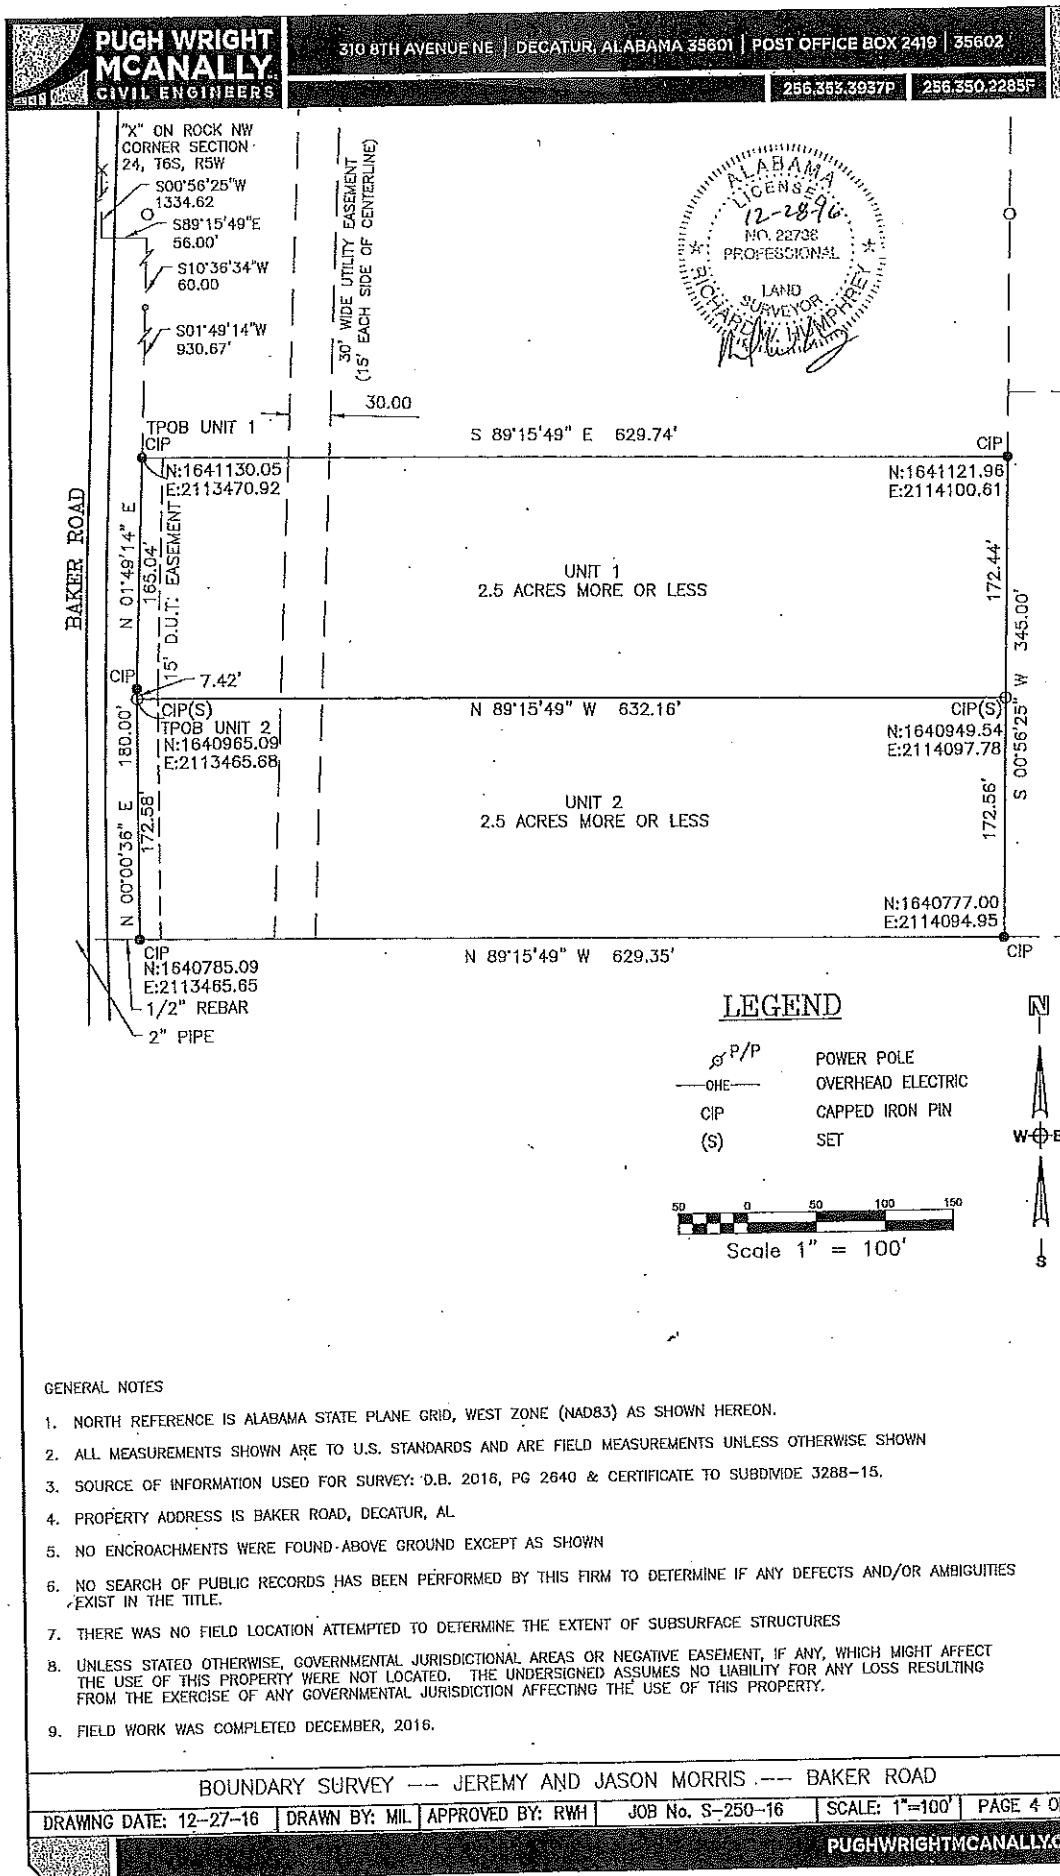 PUGH WRIGHT
MCANALLY
CIVIL ENGINEERS
310 8TH AVENUE NE | DECATUR, ALABAMA 35601 | POST OFFICE BOX 2419 | 35602
256.353.3937P | 256.350.2285F
"X" ON ROCK NW
CORNER SECTION
24, T6S, R5W
X
S00°56'25"W
1334.62
S89°15'49"E
56.00'
S10°36'34"W
60.00
S01°49'14"W
930.67'
30' WIDE UTILITY EASEMENT
(15' EACH SIDE OF CENTERLINE)
30.00
ALABAMA
LICENSE
12-28-16
NO. 22738
PROFESSIONAL
LAND
SURVEYOR
RICHARD W. HUMPHREY
TPOB UNIT 1
CIP
N:1641130.05
E:2113470.92
S 89°15'49" E 629.74'
CIP
N:1641121.96
E:2114100.61
BAKER ROAD
N 01°49'14" E
165.04'
15' D.U.T: EASEMENT
UNIT 1
2.5 ACRES MORE OR LESS
172.44'
S 00°56'25" W 345.00'
CIP
7.42'
CIP(S)
TPOB UNIT 2
N:1640965.09
E:2113465.68
N 89°15'49" W 632.16'
CIP(S)
N:1640949.54
E:2114097.78
N 00°00'36" E 180.00'
172.58'
UNIT 2
2.5 ACRES MORE OR LESS
172.56'
N:1640777.00
E:2114094.95
CIP
N:1640785.09
E:2113465.65
N 89°15'49" W 629.35'
CIP
1/2" REBAR
2" PIPE
LEGEND
P/P POWER POLE
OHE OVERHEAD ELECTRIC
CIP CAPPED IRON PIN
(S) SET
N
W E
S
50 0 50 100 150
Scale 1" = 100'
GENERAL NOTES
1. NORTH REFERENCE IS ALABAMA STATE PLANE GRID, WEST ZONE (NAD83) AS SHOWN HEREON.
2. ALL MEASUREMENTS SHOWN ARE TO U.S. STANDARDS AND ARE FIELD MEASUREMENTS UNLESS OTHERWISE SHOWN
3. SOURCE OF INFORMATION USED FOR SURVEY: D.B. 2016, PG 2640 & CERTIFICATE TO SUBDIVIDE 3288-15.
4. PROPERTY ADDRESS IS BAKER ROAD, DECATUR, AL
5. NO ENCROACHMENTS WERE FOUND ABOVE GROUND EXCEPT AS SHOWN
6. NO SEARCH OF PUBLIC RECORDS HAS BEEN PERFORMED BY THIS FIRM TO DETERMINE IF ANY DEFECTS AND/OR AMBIGUITIES
EXIST IN THE TITLE.
7. THERE WAS NO FIELD LOCATION ATTEMPTED TO DETERMINE THE EXTENT OF SUBSURFACE STRUCTURES
8. UNLESS STATED OTHERWISE, GOVERNMENTAL JURISDICTIONAL AREAS OR NEGATIVE EASEMENT, IF ANY, WHICH MIGHT AFFECT
THE USE OF THIS PROPERTY WERE NOT LOCATED. THE UNDERSIGNED ASSUMES NO LIABILITY FOR ANY LOSS RESULTING
FROM THE EXERCISE OF ANY GOVERNMENTAL JURISDICTION AFFECTING THE USE OF THIS PROPERTY.
9. FIELD WORK WAS COMPLETED DECEMBER, 2016.
BOUNDARY SURVEY -- JEREMY AND JASON MORRIS -- BAKER ROAD
DRAWING DATE: 12-27-16 | DRAWN BY: MIL | APPROVED BY: RWH | JOB No. S-250-16 | SCALE: 1"=100' | PAGE 4
PUGHWRIGHTMCANALLY.